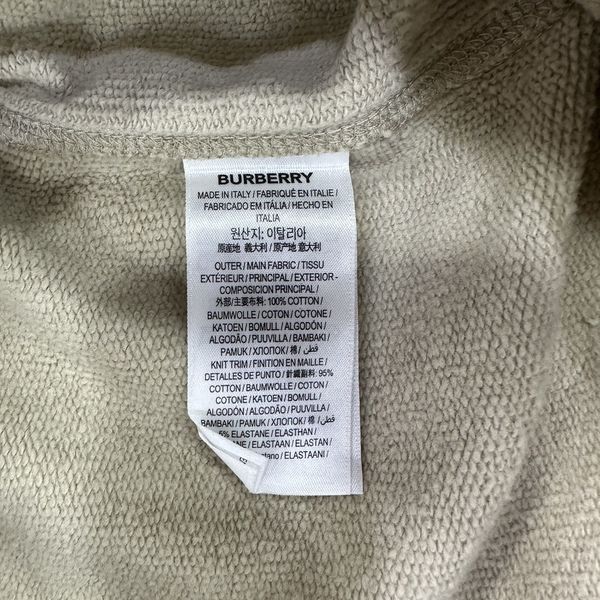 BURBERRY
MADE IN ITALY / FABRIQUÉ EN ITALIE /
FABRICADO EM ITÁLIA / HECHO EN
ITALIA
원산지: 이탈리아
原産地 義大利 / 原产地 意大利
OUTER / MAIN FABRIC / TISSU
EXTÉRIEUR / PRINCIPAL / EXTERIOR -
COMPOSICION PRINCIPAL /
外部/主要布料: 100% COTTON /
BAUMWOLLE / COTON / COTONE /
KATOEN / BOMULL / ALGODÓN /
ALGODÃO / PUUVILLA / BAMBAKI /
PAMUK / ХЛОПОК / 棉 / قطن /
KNIT TRIM / FINITION EN MAILLE /
DETALLES DE PUNTO / 針織副料: 95%
COTTON / BAUMWOLLE / COTON /
COTONE / KATOEN / BOMULL /
ALGODÓN / ALGODÃO / PUUVILLA /
BAMBAKI / PAMUK / ХЛОПОК / 棉 / قطن /
5% ELASTANE / ELASTHAN /
ELASTAAN / ELASTAN /
ELASTAANI /